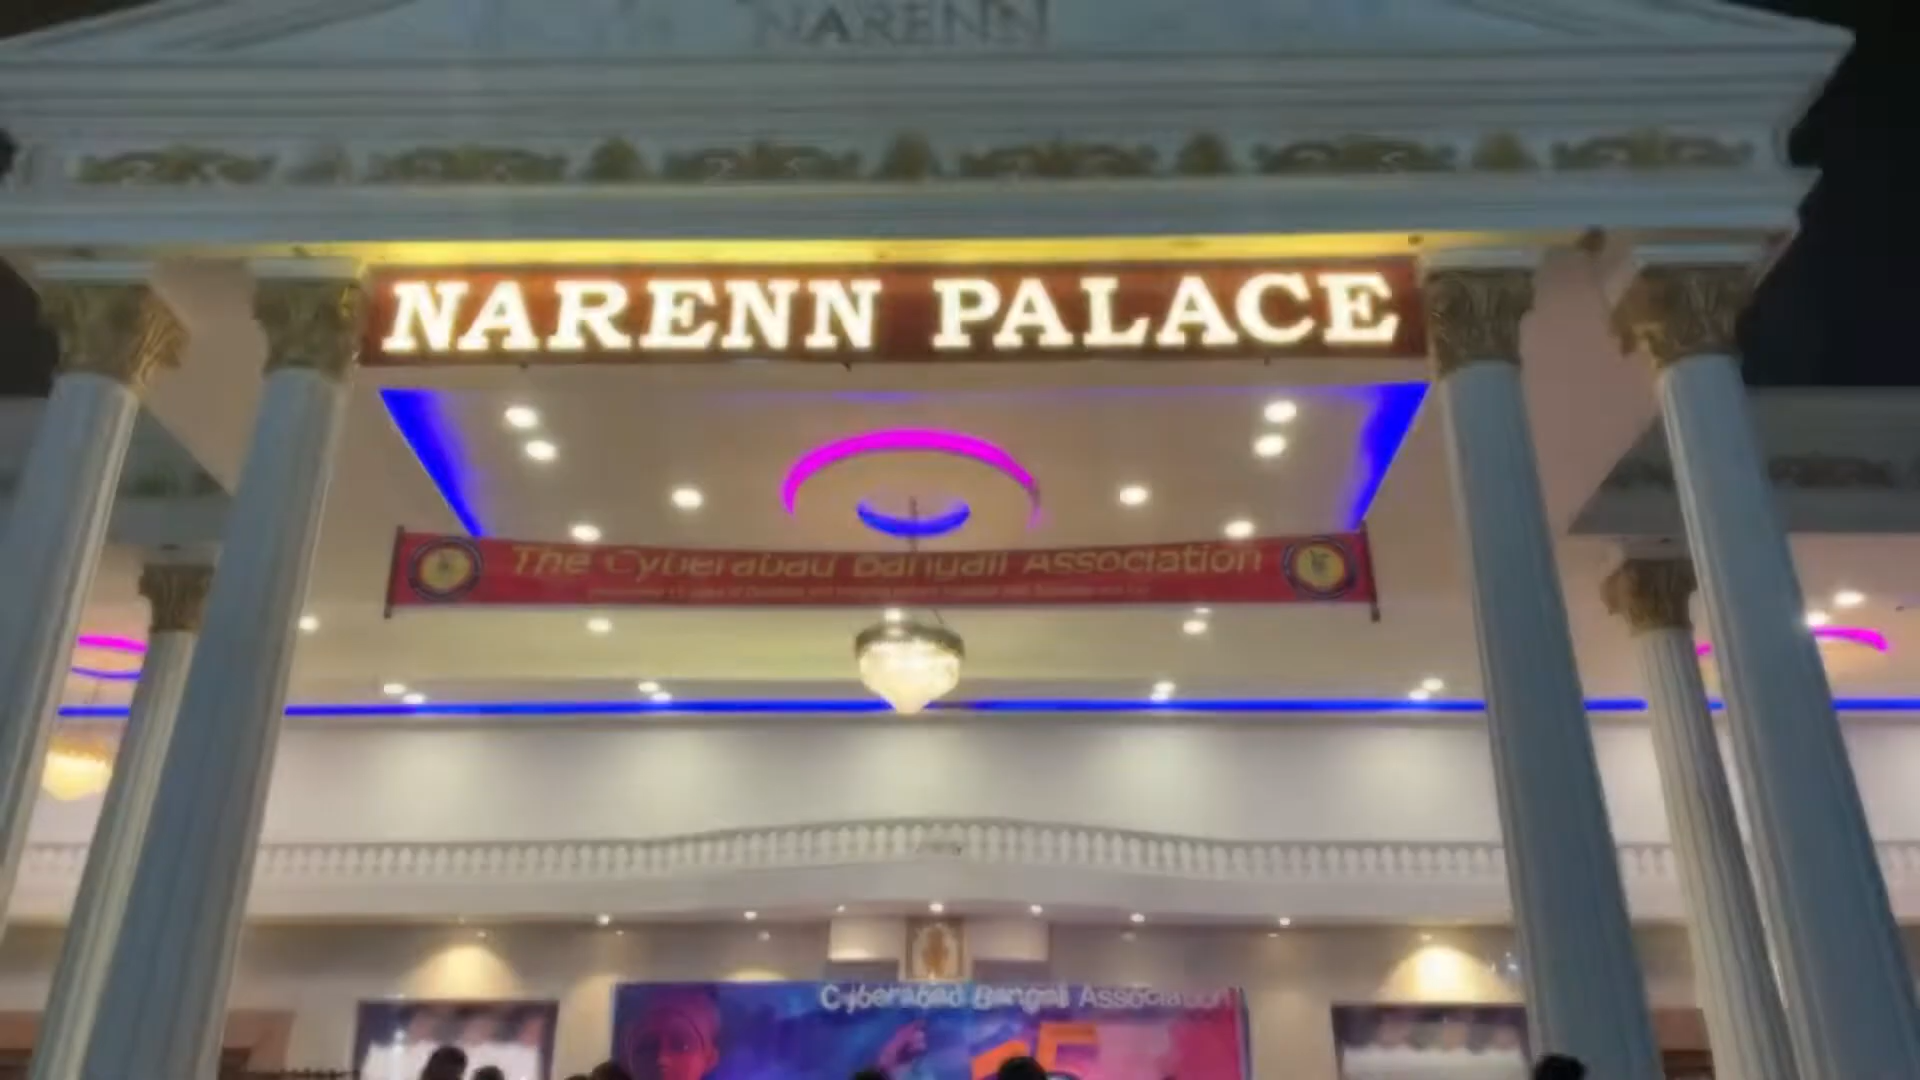 NARENN
NARENN PALACE
The Cyberabad Bangali Association
Cyberabad Bangali Association